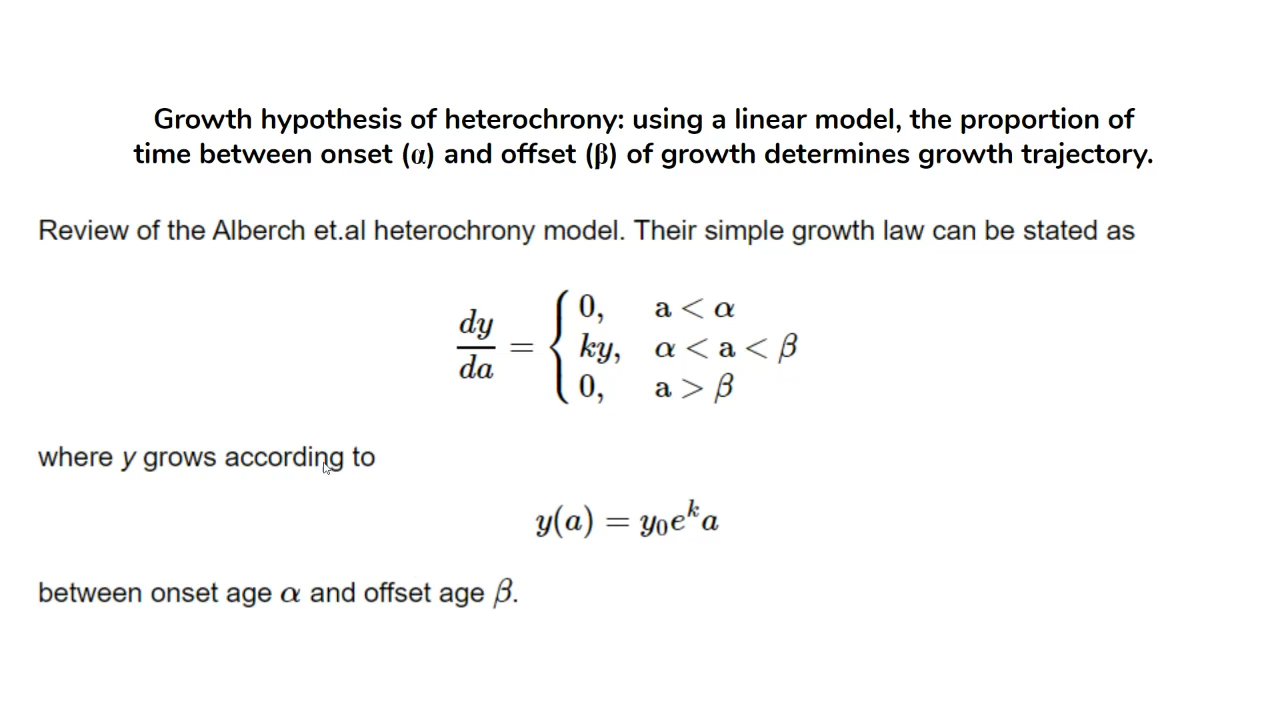 Growth hypothesis of heterochrony: using a linear model, the proportion of
time between onset (α) and offset (β) of growth determines growth trajectory.
Review of the Alberch et.al heterochrony model. Their simple growth law can be stated as
dy/da = { 0, a < α
ky, α < a < β
0, a > β
where y grows according to
y(a) = y₀eᵏa
between onset age α and offset age β.